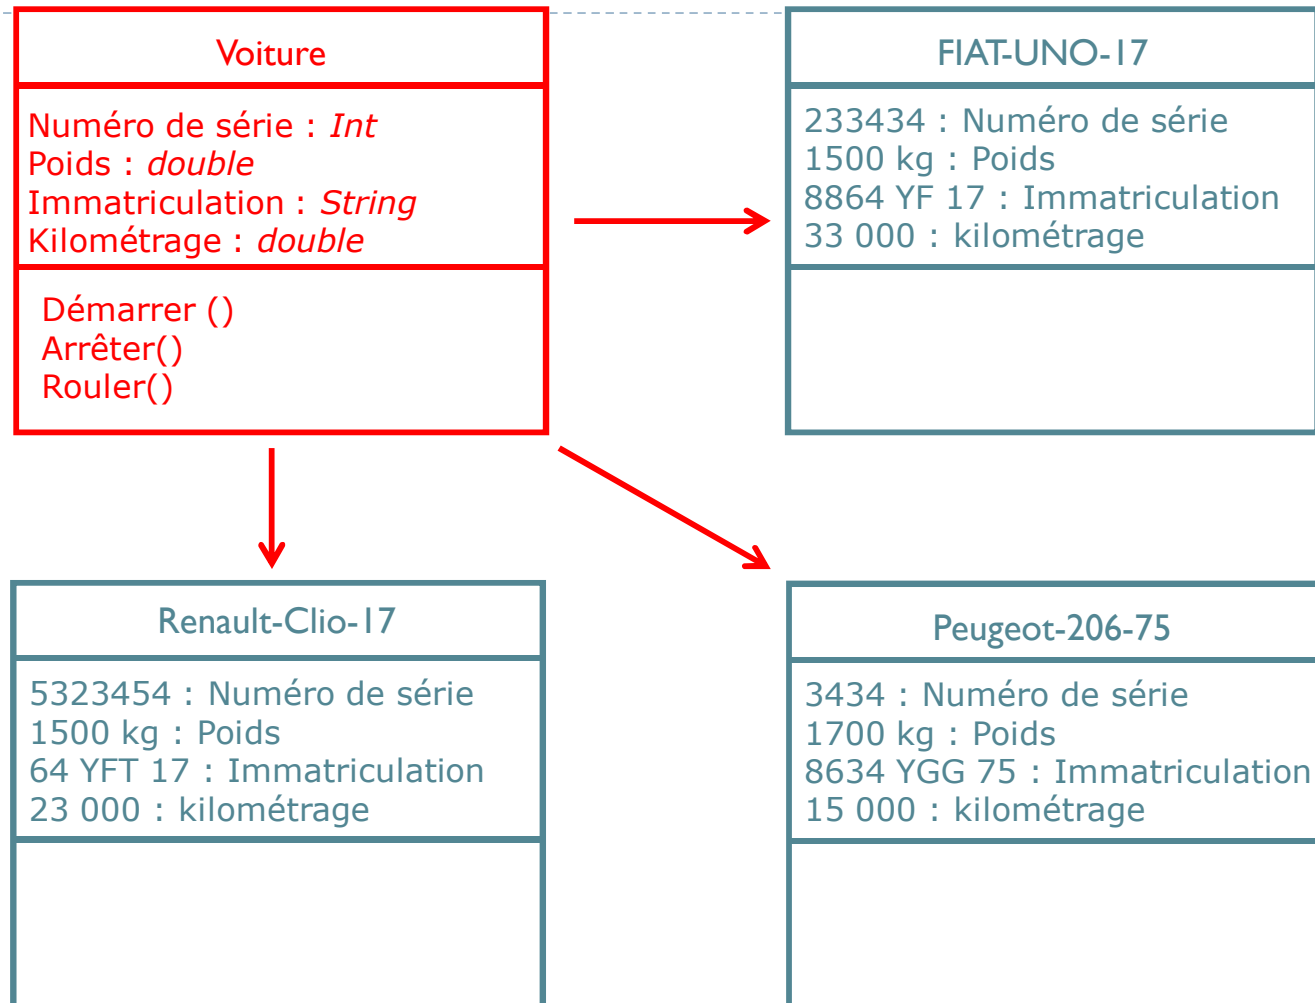 Voiture
Numéro de série : Int
Poids : double
Immatriculation : String
Kilométrage : double
Démarrer ()
Arrêter()
Rouler()
FIAT-UNO-17
233434 : Numéro de série
1500 kg : Poids
8864 YF 17 : Immatriculation
33 000 : kilométrage
Renault-Clio-17
5323454 : Numéro de série
1500 kg : Poids
64 YFT 17 : Immatriculation
23 000 : kilométrage
Peugeot-206-75
3434 : Numéro de série
1700 kg : Poids
8634 YGG 75 : Immatriculation
15 000 : kilométrage